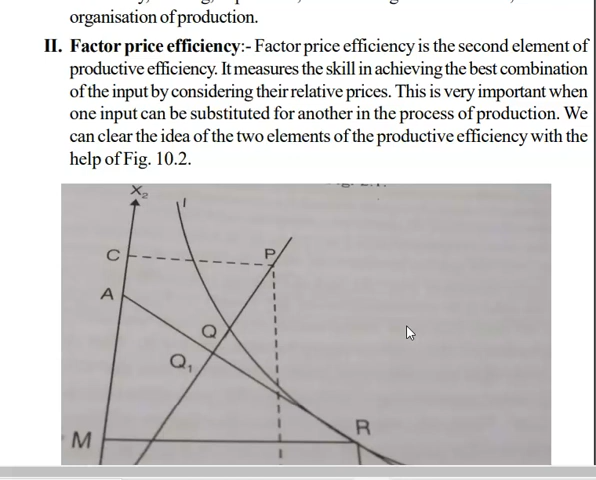 organisation of production.
II. Factor price efficiency:- Factor price efficiency is the second element of
productive efficiency. It measures the skill in achieving the best combination
of the input by considering their relative prices. This is very important when
one input can be substituted for another in the process of production. We
can clear the idea of the two elements of the productive efficiency with the
help of Fig. 10.2.
X₂
I
C
P
A
Q
Q₁
R
M